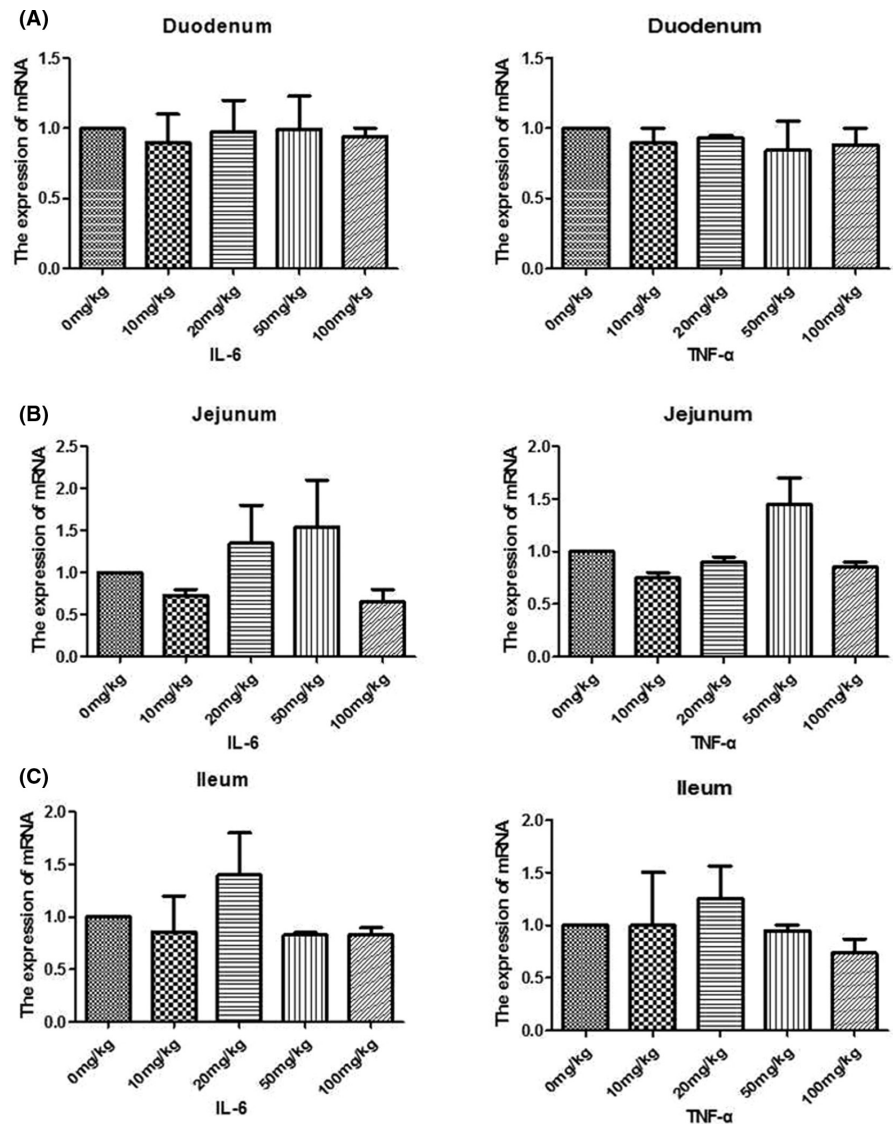 (A)
Duodenum
The expression of mRNA
1.5
1.0
0.5
0.0
0mg/kg
10mg/kg
20mg/kg
50mg/kg
100mg/kg
IL-6
Duodenum
The expression of mRNA
1.5
1.0
0.5
0.0
0mg/kg
10mg/kg
20mg/kg
50mg/kg
100mg/kg
TNF-α
(B)
Jejunum
The expression of mRNA
2.5
2.0
1.5
1.0
0.5
0.0
0mg/kg
10mg/kg
20mg/kg
50mg/kg
100mg/kg
IL-6
Jejunum
The expression of mRNA
2.0
1.5
1.0
0.5
0.0
0mg/kg
10mg/kg
20mg/kg
50mg/kg
100mg/kg
TNF-α
(C)
Ileum
The expression of mRNA
2.0
1.5
1.0
0.5
0.0
0mg/kg
10mg/kg
20mg/kg
50mg/kg
100mg/kg
IL-6
Ileum
The expression of mRNA
2.0
1.5
1.0
0.5
0.0
0mg/kg
10mg/kg
20mg/kg
50mg/kg
100mg/kg
TNF-α